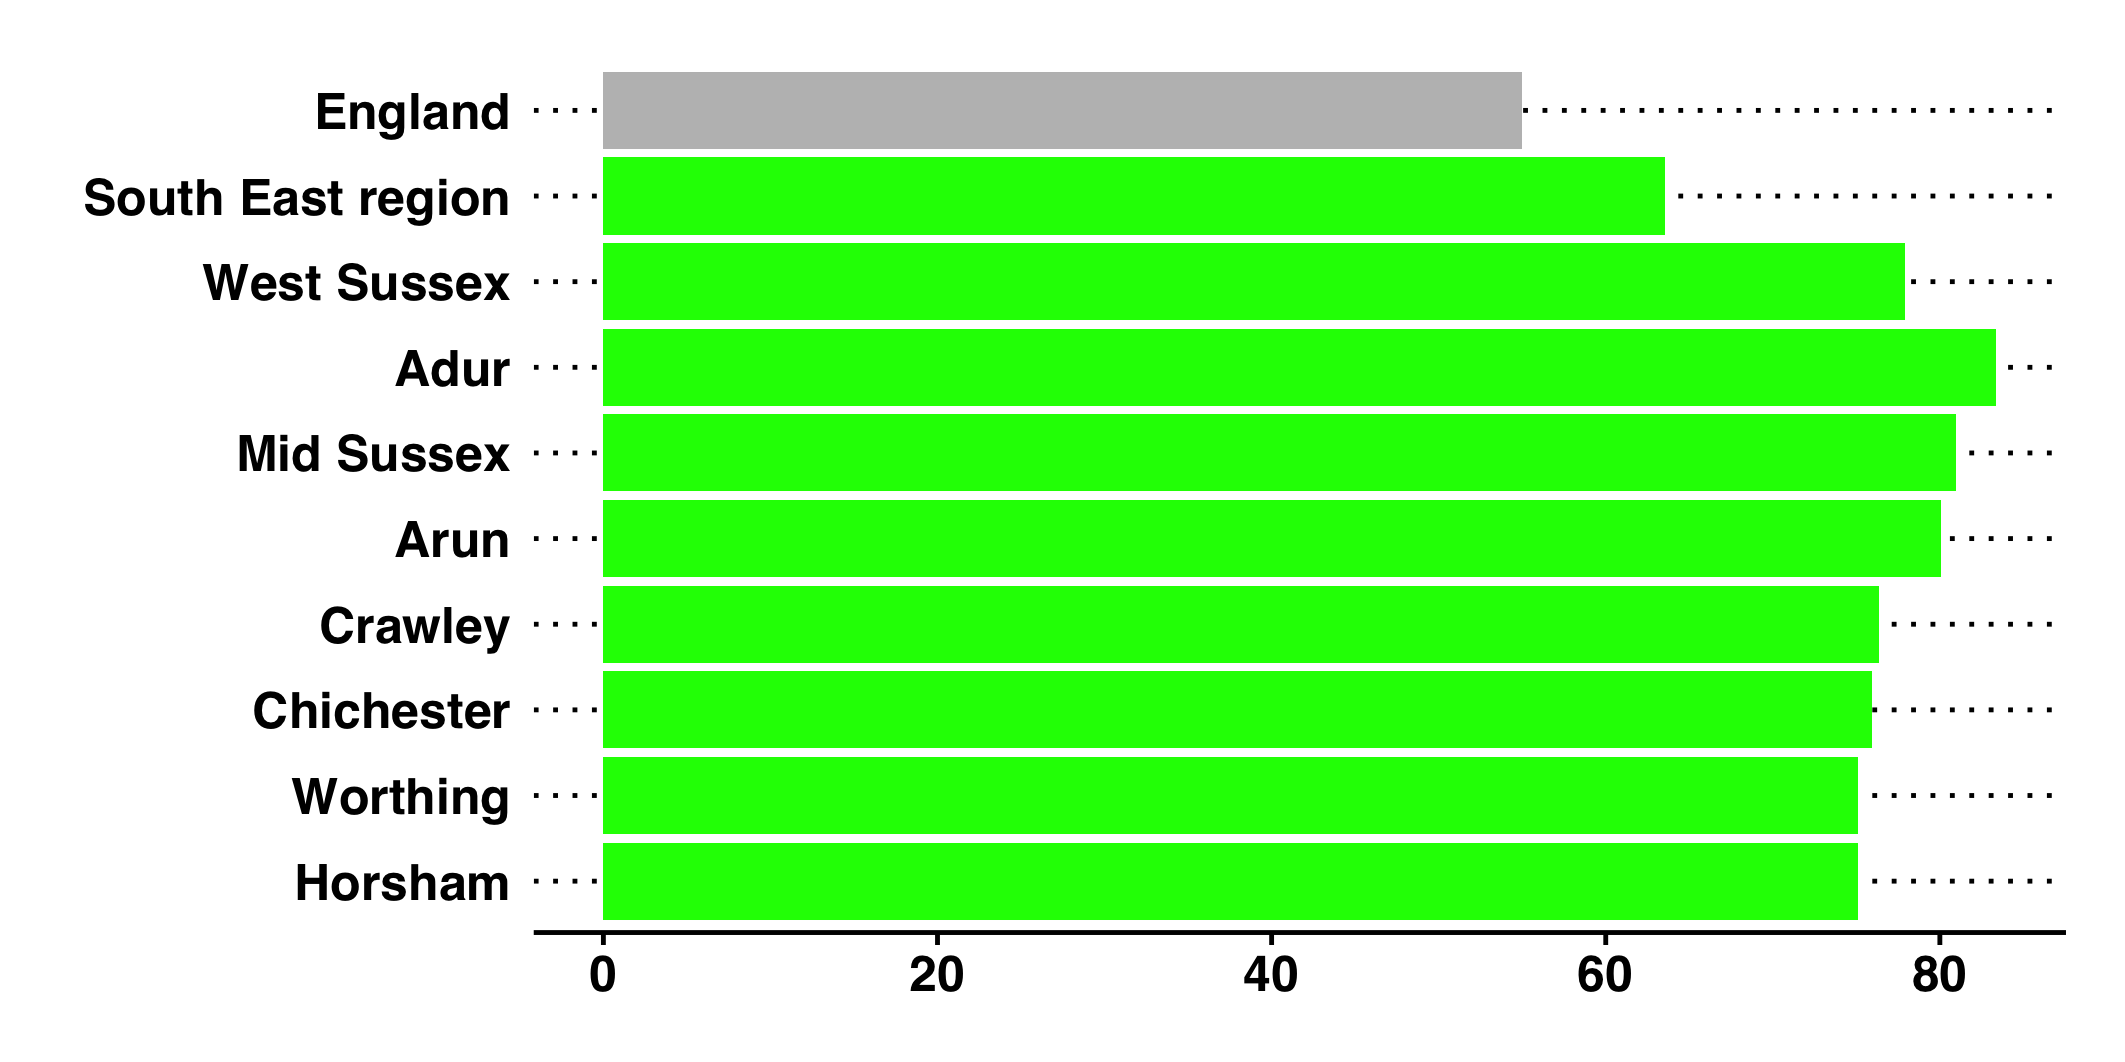 England
South East region
West Sussex
Adur
Mid Sussex
Arun
Crawley
Chichester
Worthing
Horsham
0 20 40 60 80